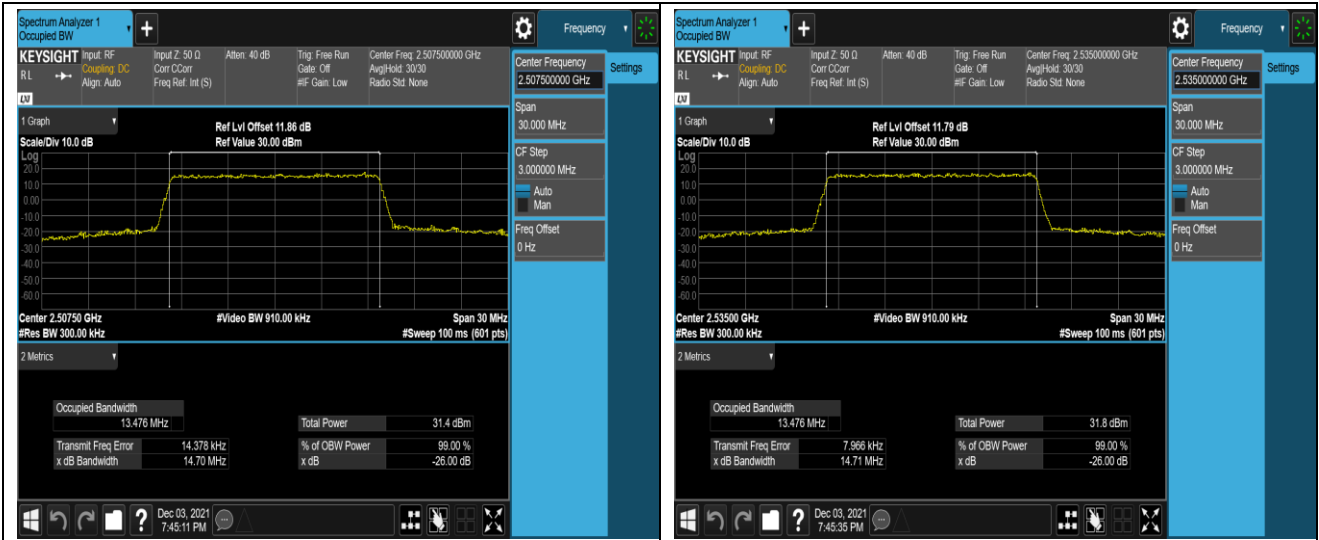 Spectrum Analyzer 1
Occupied BW
+
Frequency
KEYSIGHT Input: RF Input Z: 50 Ω Atten: 40 dB Trig: Free Run Center Freq: 2.507500000 GHz
RL Coupling: DC Corr CCorr Gate: Off Avg|Hold: 30/30
Align: Auto Freq Ref: Int (S) #IF Gain: Low Radio Std: None
LXI
Center Frequency
2.507500000 GHz
Settings
Span
30.000 MHz
CF Step
3.000000 MHz
Auto
Man
Freq Offset
0 Hz
1 Graph
Ref Lvl Offset 11.86 dB
Scale/Div 10.0 dB Ref Value 30.00 dBm
Log
20.0
10.0
0.00
-10.0
-20.0
-30.0
-40.0
-50.0
-60.0
Center 2.50750 GHz #Video BW 910.00 kHz Span 30 MHz
#Res BW 300.00 kHz #Sweep 100 ms (601 pts)
2 Metrics
Occupied Bandwidth
13.476 MHz Total Power 31.4 dBm
Transmit Freq Error 14.378 kHz % of OBW Power 99.00 %
x dB Bandwidth 14.70 MHz x dB -26.00 dB
? Dec 03, 2021
7:45:11 PM
Spectrum Analyzer 1
Occupied BW
+
Frequency
KEYSIGHT Input: RF Input Z: 50 Ω Atten: 40 dB Trig: Free Run Center Freq: 2.535000000 GHz
RL Coupling: DC Corr CCorr Gate: Off Avg|Hold: 30/30
Align: Auto Freq Ref: Int (S) #IF Gain: Low Radio Std: None
LXI
Center Frequency
2.535000000 GHz
Settings
Span
30.000 MHz
CF Step
3.000000 MHz
Auto
Man
Freq Offset
0 Hz
1 Graph
Ref Lvl Offset 11.79 dB
Scale/Div 10.0 dB Ref Value 30.00 dBm
Log
20.0
10.0
0.00
-10.0
-20.0
-30.0
-40.0
-50.0
-60.0
Center 2.53500 GHz #Video BW 910.00 kHz Span 30 MHz
#Res BW 300.00 kHz #Sweep 100 ms (601 pts)
2 Metrics
Occupied Bandwidth
13.476 MHz Total Power 31.8 dBm
Transmit Freq Error 7.966 kHz % of OBW Power 99.00 %
x dB Bandwidth 14.71 MHz x dB -26.00 dB
? Dec 03, 2021
7:45:35 PM